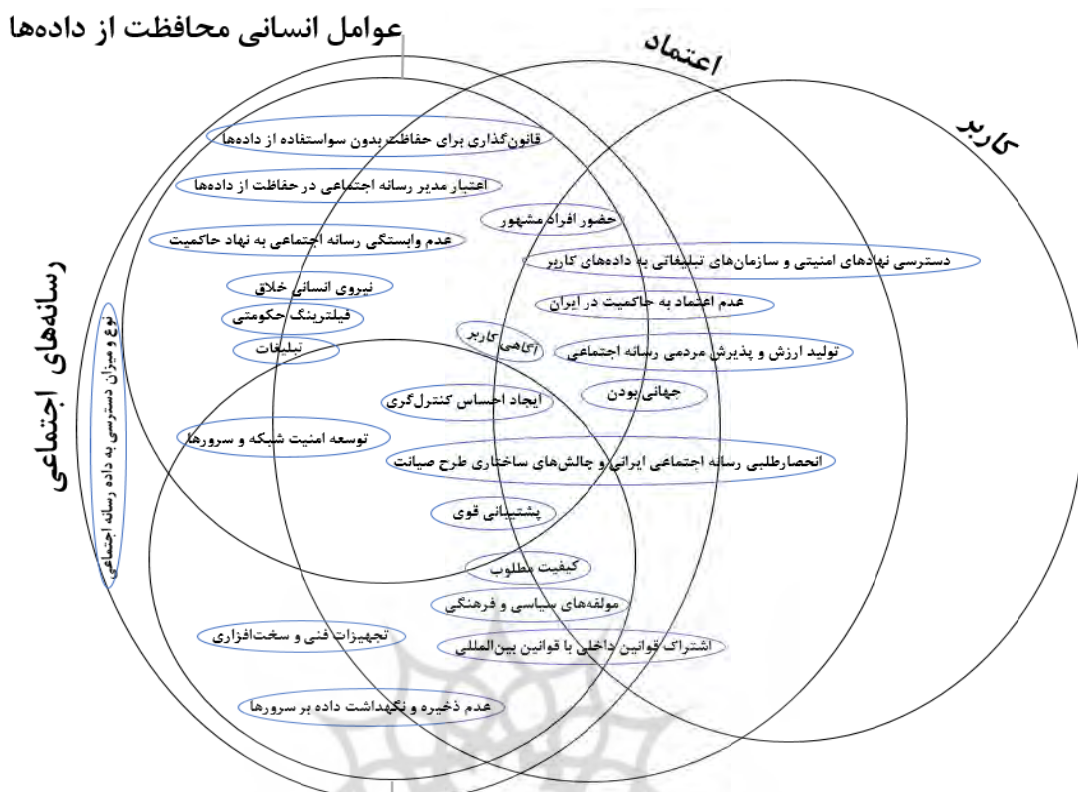 عوامل انسانی محافظت از داده‌ها
اعتماد
کاربر
رسانه‌های اجتماعی
نوع و میزان دسترسی به داده رسانه اجتماعی
قانون‌گذاری برای حفاظت بدون سواستفاده از داده‌ها
اعتبار مدیر رسانه اجتماعی در حفاظت از داده‌ها
حضور افراد مشهور
عدم وابستگی رسانه اجتماعی به نهاد حاکمیت
دسترسی نهادهای امنیتی و سازمان‌های تبلیغاتی به داده‌های کاربر
نیروی انسانی خلاق
عدم اعتماد به حاکمیت در ایران
فیلترینگ حکومتی
آگاهی کاربر
تبلیغات
تولید ارزش و پذیرش مردمی رسانه اجتماعی
جهانی بودن
ایجاد احساس کنترل‌گری
توسعه امنیت شبکه و سرورها
انحصارطلبی رسانه اجتماعی ایرانی و چالش‌های ساختاری طرح صیانت
پشتیبانی قوی
کیفیت مطلوب
مولفه‌های سیاسی و فرهنگی
تجهیزات فنی و سخت‌افزاری
اشتراک قوانین داخلی با قوانین بین‌المللی
عدم ذخیره و نگهداشت داده بر سرورها